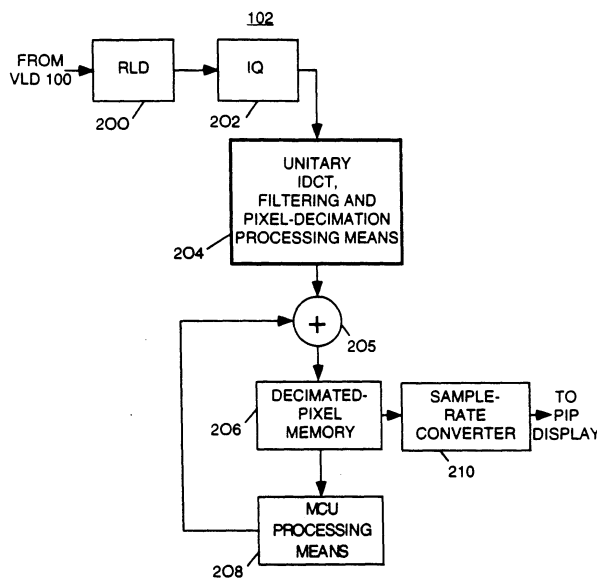 102
FROM
VLD 100
RLD
200
IQ
202
UNITARY
IDCT,
FILTERING AND
PIXEL-DECIMATION
PROCESSING MEANS
204
+
205
DECIMATED-
PIXEL
MEMORY
206
SAMPLE-
RATE
CONVERTER
210
TO
PIP
DISPLAY
MCU
PROCESSING
MEANS
208